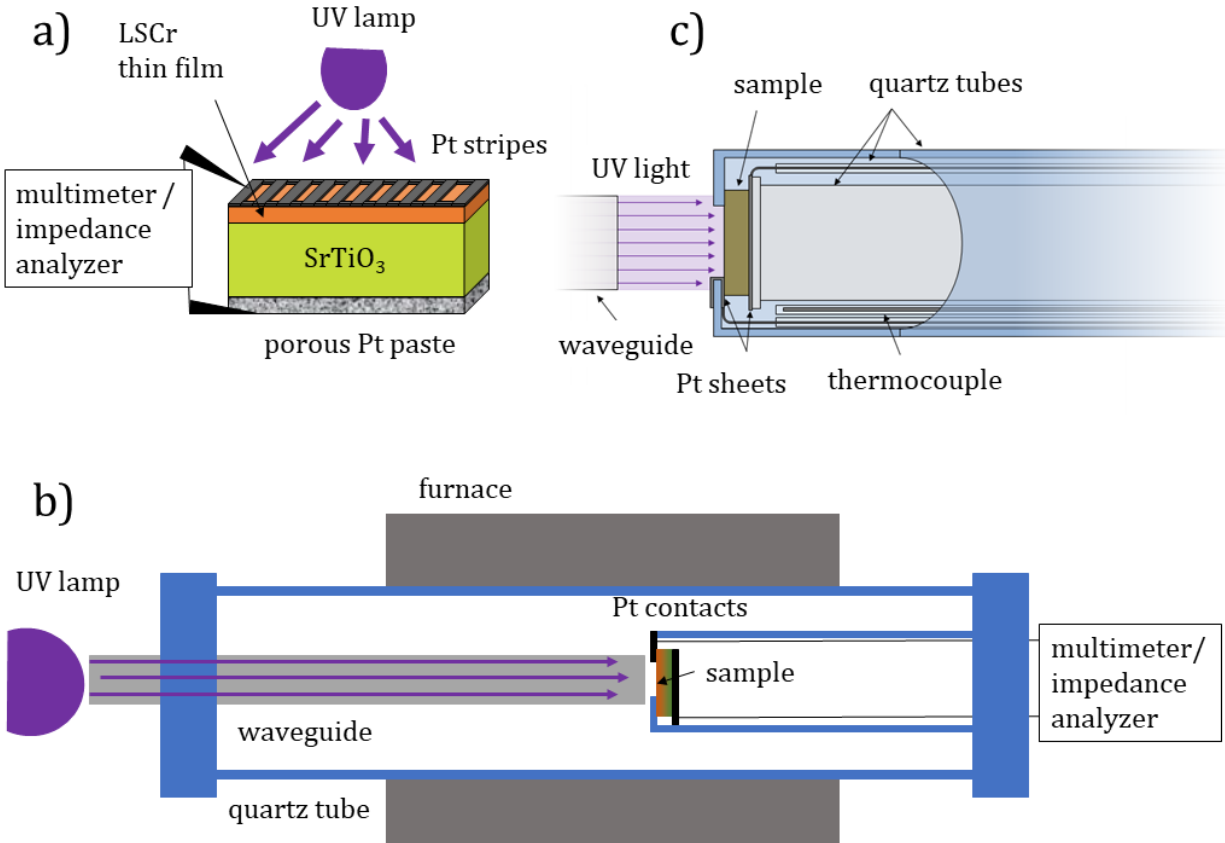 a)
UV lamp
LSCr
thin film
Pt stripes
multimeter /
impedance
analyzer
SrTiO₃
porous Pt paste
c)
sample
quartz tubes
UV light
waveguide
Pt sheets
thermocouple
b)
furnace
UV lamp
Pt contacts
sample
multimeter/
impedance
analyzer
waveguide
quartz tube